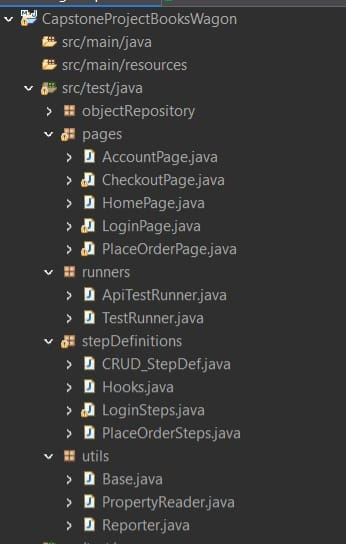 CapstoneProjectBooksWagon
src/main/java
src/main/resources
src/test/java
objectRepository
pages
AccountPage.java
CheckoutPage.java
HomePage.java
LoginPage.java
PlaceOrderPage.java
runners
ApiTestRunner.java
TestRunner.java
stepDefinitions
CRUD_StepDef.java
Hooks.java
LoginSteps.java
PlaceOrderSteps.java
utils
Base.java
PropertyReader.java
Reporter.java